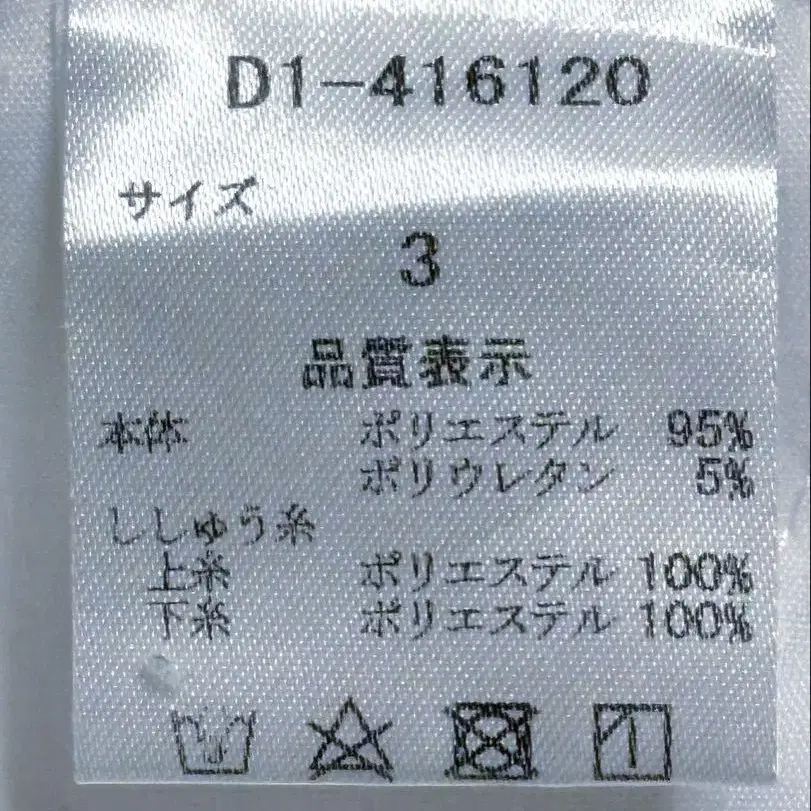 D1-416120
サイズ
3
品質表示
本体 ポリエステル 95%
ポリウレタン 5%
ししゅう糸
上糸 ポリエステル 100%
下糸 ポリエステル 100%